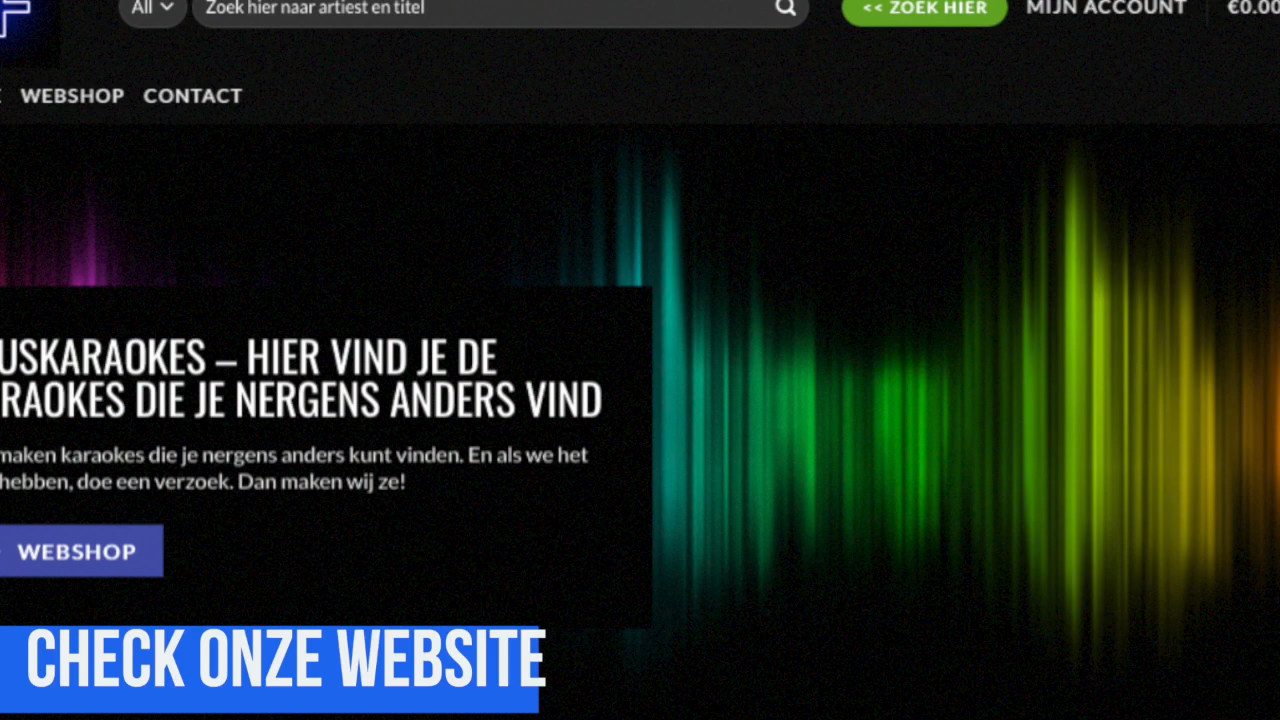 All Zoek hier naar artiest en titel << ZOEK HIER MIJN ACCOUNT €0.00
WEBSHOP CONTACT
USKARAOKES – HIER VIND JE DE
RAOKES DIE JE NERGENS ANDERS VIND
maken karaokes die je nergens anders kunt vinden. En als we het
hebben, doe een verzoek. Dan maken wij ze!
WEBSHOP
CHECK ONZE WEBSITE